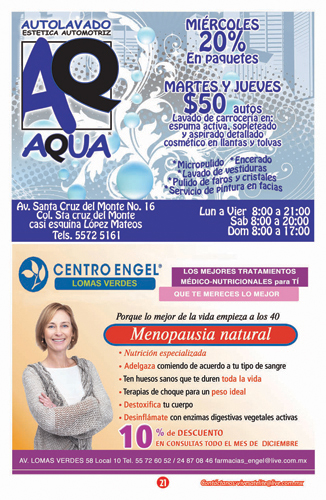 AUTOLAVADO
ESTETICA AUTOMOTRIZ
AQ
AQUA
MIÉRCOLES
20%
En paquetes
MARTES Y JUEVES
$50 autos
Lavado de carrocería en:
espuma activa, sopleteado
y aspirado detallado
cosmético en llantas y tolvas
*Micropulido *Encerado
*Lavado de vestiduras
*Pulido de faros y cristales
*Servicio de pintura en facias
Av. Santa Cruz del Monte No. 16
Col. Sta cruz del Monte
casi esquina López Mateos
Tels. 5572 5161
Lun a Vier 8:00 a 21:00
Sab 8:00 a 20:00
Dom 8:00 a 17:00
CENTRO ENGEL®
LOMAS VERDES
LOS MEJORES TRATAMIENTOS
MÉDICO-NUTRICIONALES para TÍ
QUE TE MERECES LO MEJOR
Porque lo mejor de la vida empieza a los 40
Menopausia natural
• Nutrición especializada
• Adelgaza comiendo de acuerdo a tu tipo de sangre
• Ten huesos sanos que te duren toda la vida
• Terapias de choque para un peso ideal
• Destoxifica tu cuerpo
• Desinflámate con enzimas digestivas vegetales activas
10% de DESCUENTO
EN CONSULTAS TODO EL MES DE DICIEMBRE
AV. LOMAS VERDES 58 Local 10 Tel. 55 72 60 52 / 24 87 08 46 farmacias_engel@live.com.mx
21